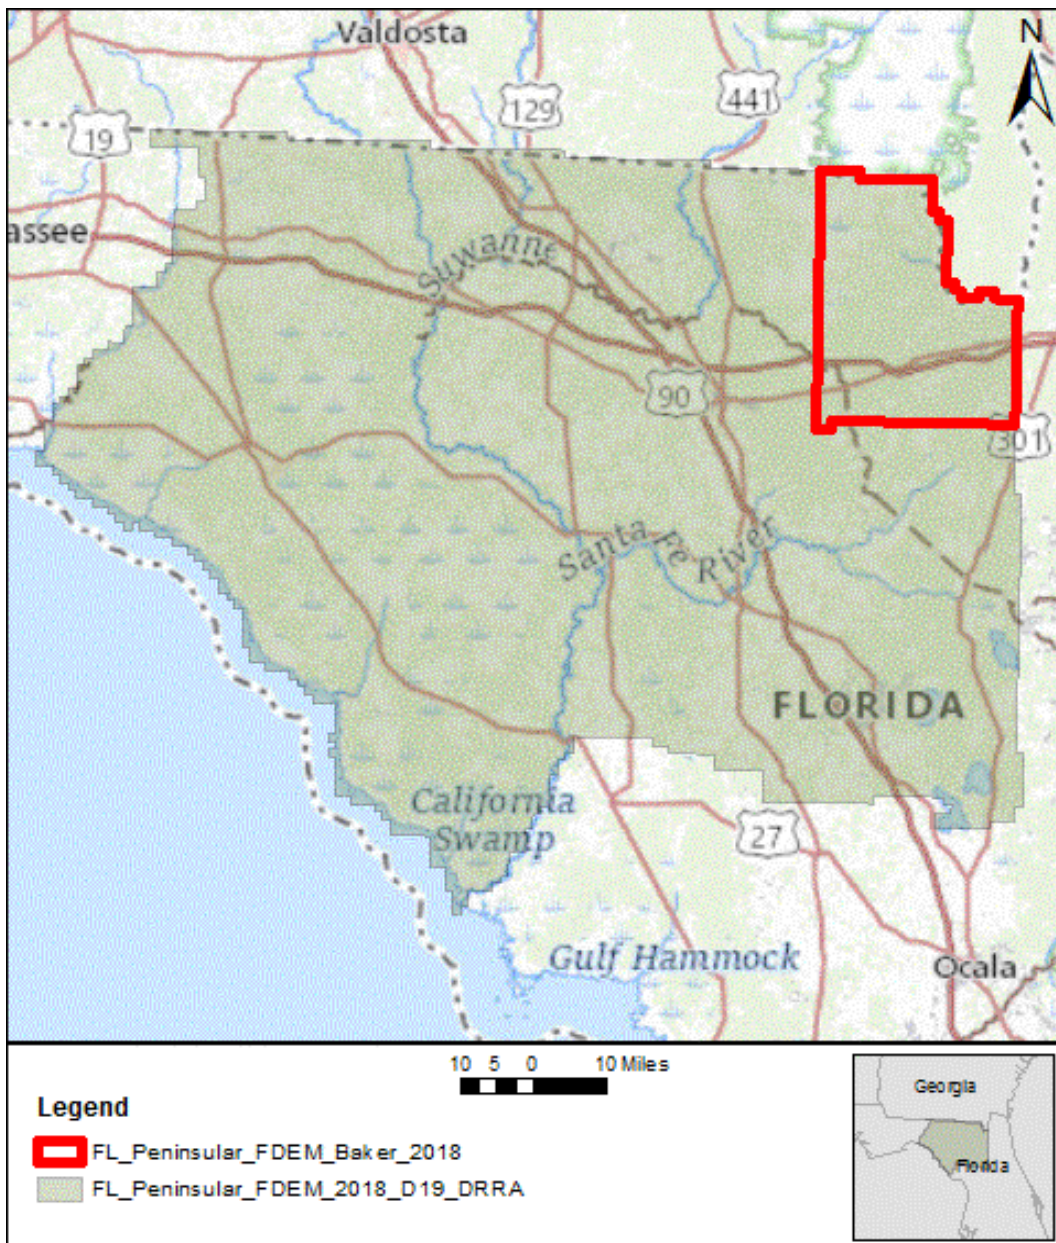 Valdosta
N
19
129
441
assee
Suwanne
90
301
Santa Fe River
FLORIDA
California
Swamp
27
Gulf Hammock
Ocala
10 5 0 10 Miles
Legend
FL_Peninsular_FDEM_Baker_2018
FL_Peninsular_FDEM_2018_D19_DRRA
Georgia
Florida